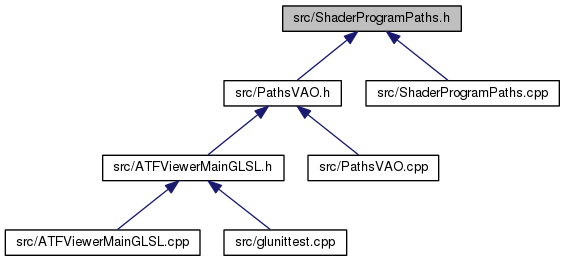 src/ShaderProgramPaths.h
src/PathsVAO.h
src/ShaderProgramPaths.cpp
src/ATFViewerMainGLSL.h
src/PathsVAO.cpp
src/ATFViewerMainGLSL.cpp
src/glunittest.cpp